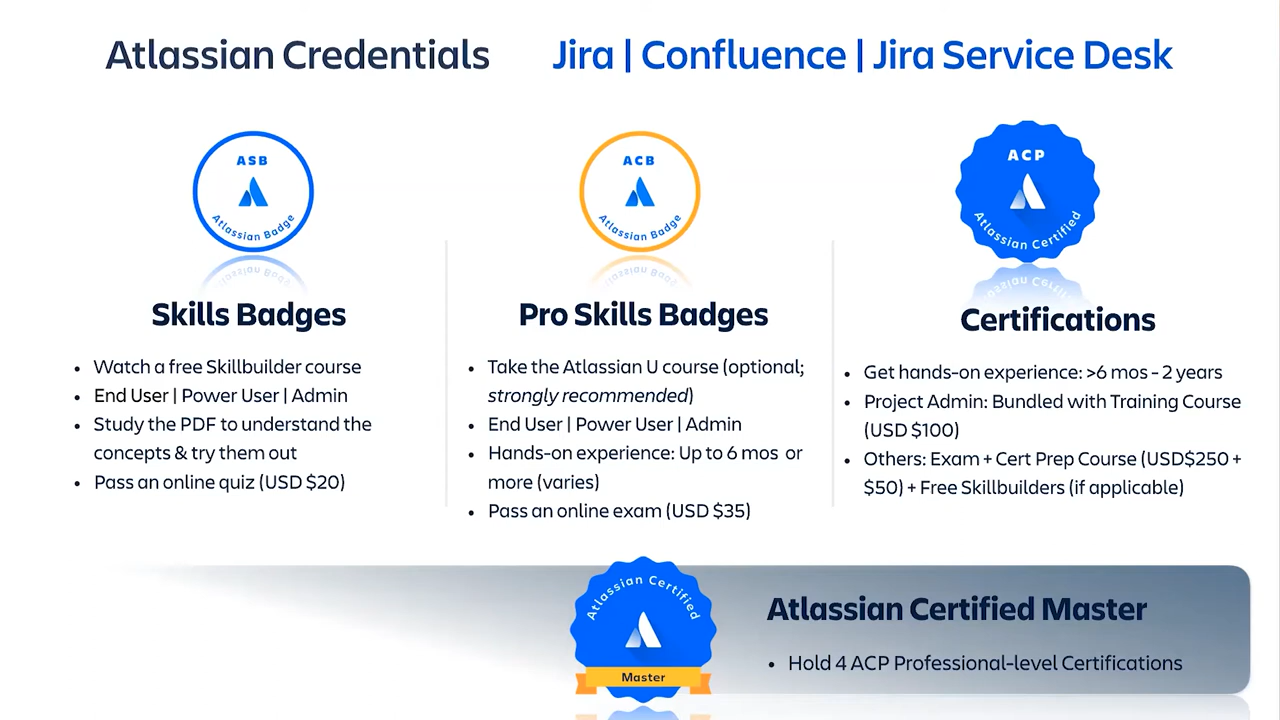 Atlassian Credentials
Jira | Confluence | Jira Service Desk
ASB
Atlassian Badge
Skills Badges
• Watch a free Skillbuilder course
• End User | Power User | Admin
• Study the PDF to understand the
concepts & try them out
• Pass an online quiz (USD $20)
ACB
Atlassian Badge
Pro Skills Badges
• Take the Atlassian U course (optional;
strongly recommended)
• End User | Power User | Admin
• Hands-on experience: Up to 6 mos or
more (varies)
• Pass an online exam (USD $35)
ACP
Atlassian Certified
Certifications
• Get hands-on experience: >6 mos - 2 years
• Project Admin: Bundled with Training Course
(USD $100)
• Others: Exam + Cert Prep Course (USD$250 +
$50) + Free Skillbuilders (if applicable)
Atlassian Certified
Master
Atlassian Certified Master
• Hold 4 ACP Professional-level Certifications